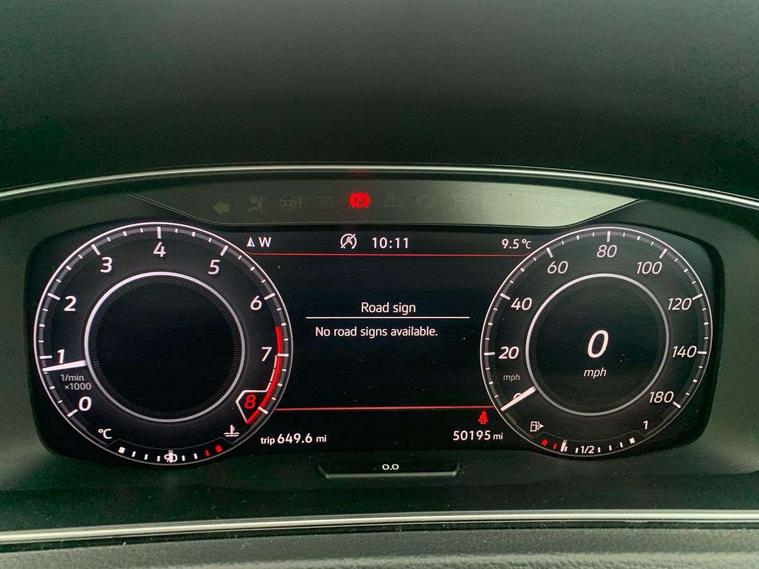 W
10:11
9.5°C
Road sign
No road signs available.
0
1
2
3
4
5
6
7
8
1/min
×1000
0
20
40
60
80
100
120
140
180
mph
0
mph
°C
90
trip 649.6 mi
50195 mi
1/2
1
0.0